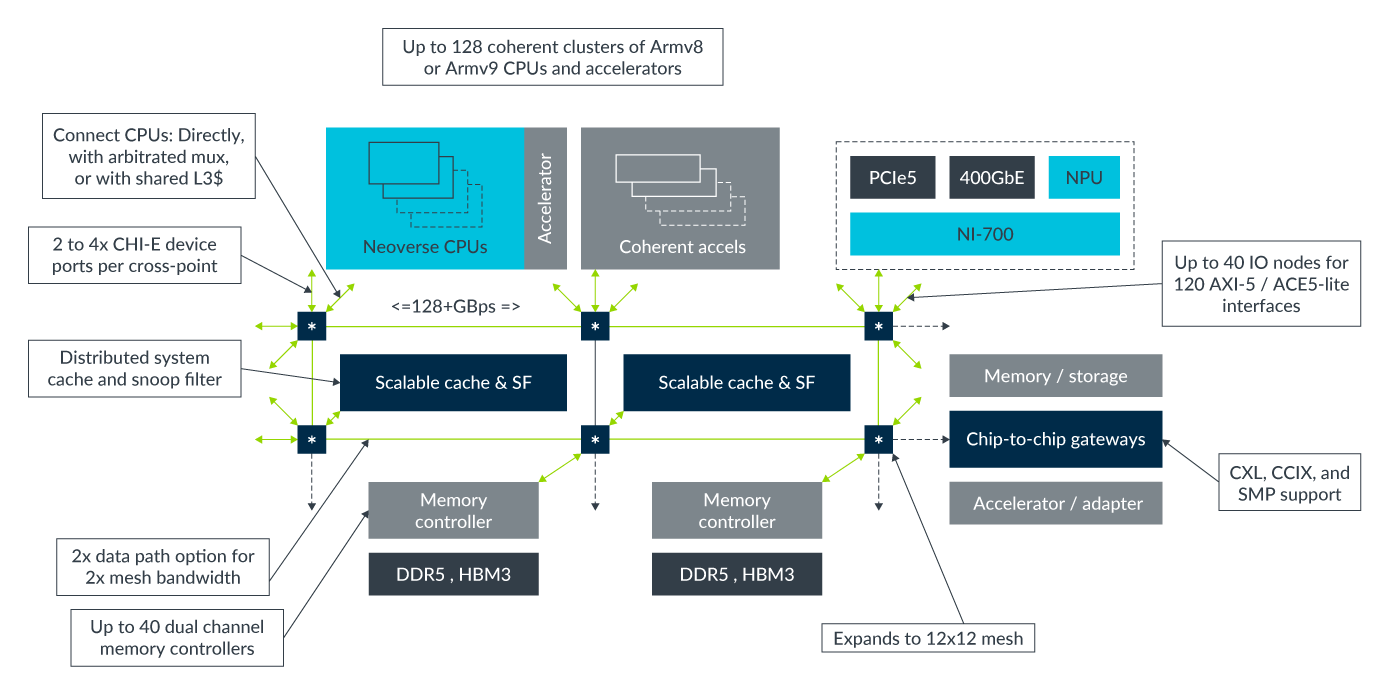 Up to 128 coherent clusters of Armv8
or Armv9 CPUs and accelerators
Connect CPUs: Directly,
with arbitrated mux,
or with shared L3$
Accelerator
Neoverse CPUs
Coherent accels
PCIe5
400GbE
NPU
NI-700
2 to 4x CHI-E device
ports per cross-point
Up to 40 IO nodes for
120 AXI-5 / ACE5-lite
interfaces
<=128+GBps =>
*
*
*
Distributed system
cache and snoop filter
Scalable cache & SF
Scalable cache & SF
Memory / storage
*
*
*
Chip-to-chip gateways
CXL, CCIX, and
SMP support
Memory
controller
Memory
controller
Accelerator / adapter
2x data path option for
2x mesh bandwidth
DDR5 , HBM3
DDR5 , HBM3
Up to 40 dual channel
memory controllers
Expands to 12x12 mesh